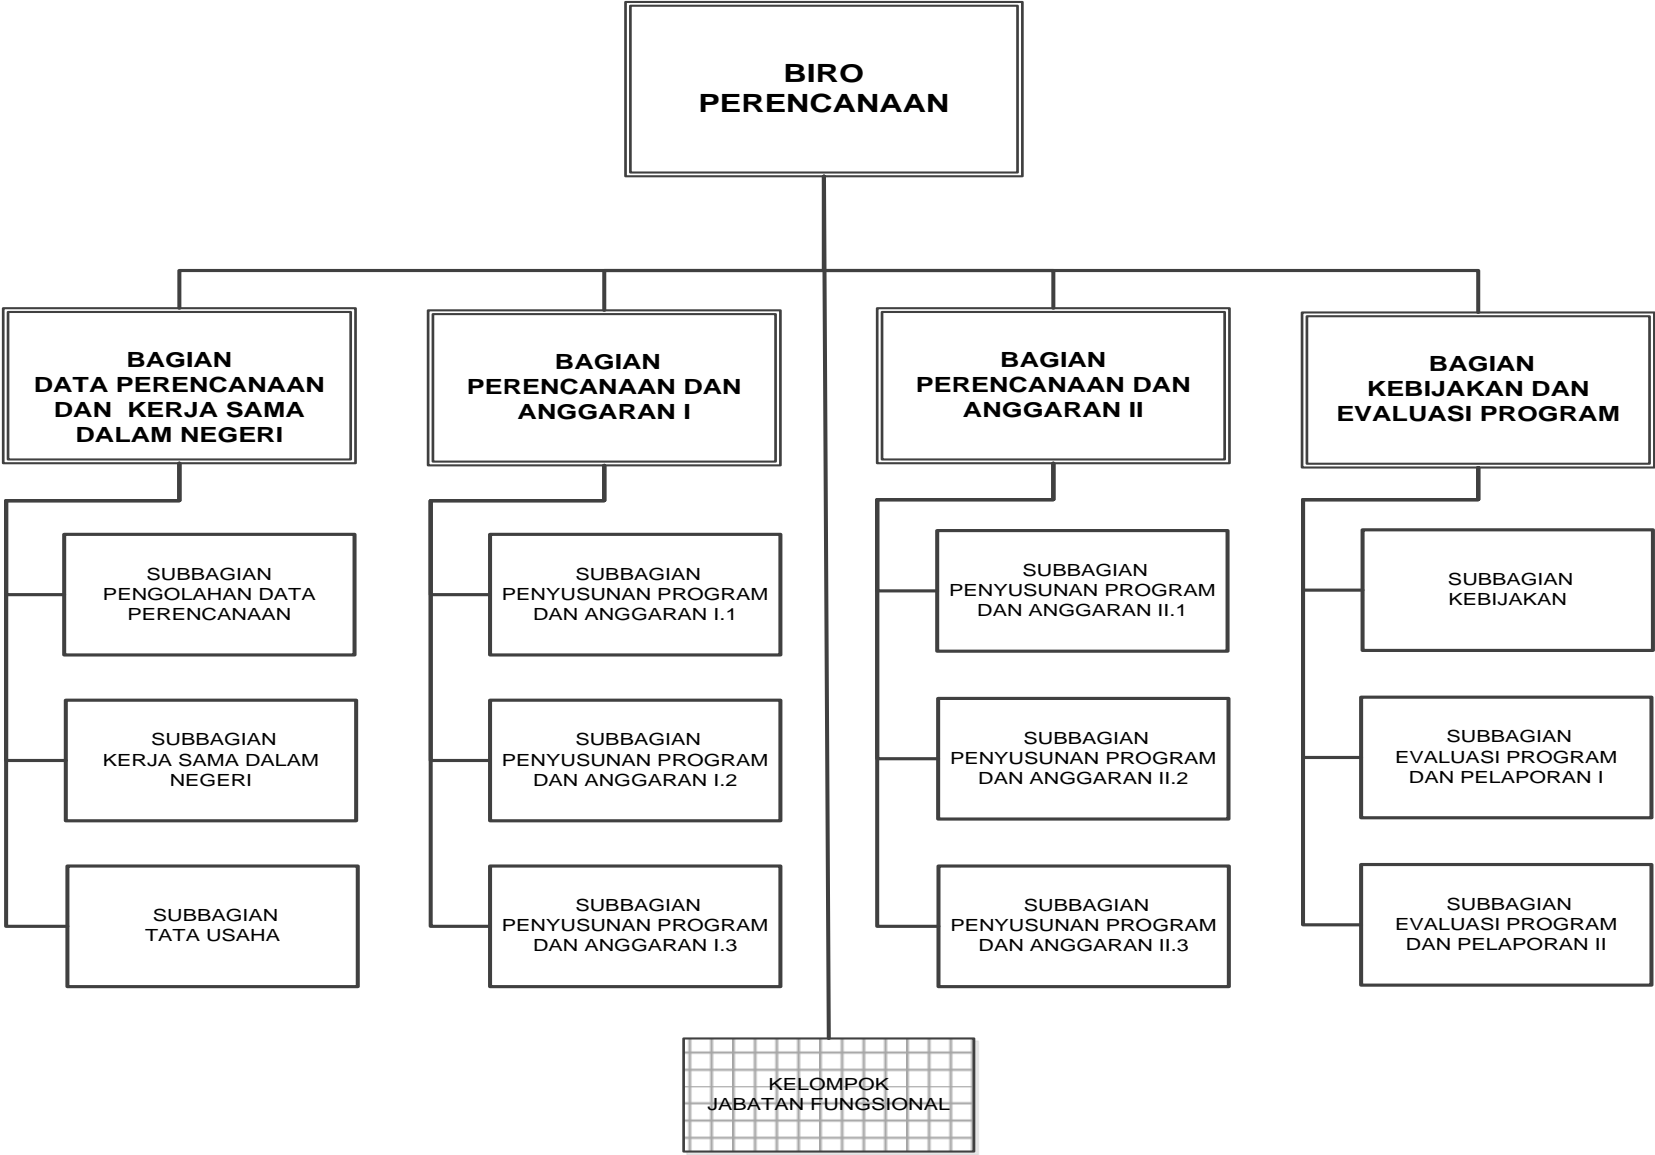 BIRO
PERENCANAAN
BAGIAN
DATA PERENCANAAN
DAN KERJA SAMA
DALAM NEGERI
BAGIAN
PERENCANAAN DAN
ANGGARAN I
BAGIAN
PERENCANAAN DAN
ANGGARAN II
BAGIAN
KEBIJAKAN DAN
EVALUASI PROGRAM
SUBBAGIAN
PENGOLAHAN DATA
PERENCANAAN
SUBBAGIAN
PENYUSUNAN PROGRAM
DAN ANGGARAN I.1
SUBBAGIAN
PENYUSUNAN PROGRAM
DAN ANGGARAN II.1
SUBBAGIAN
KEBIJAKAN
SUBBAGIAN
KERJA SAMA DALAM
NEGERI
SUBBAGIAN
PENYUSUNAN PROGRAM
DAN ANGGARAN I.2
SUBBAGIAN
PENYUSUNAN PROGRAM
DAN ANGGARAN II.2
SUBBAGIAN
EVALUASI PROGRAM
DAN PELAPORAN I
SUBBAGIAN
TATA USAHA
SUBBAGIAN
PENYUSUNAN PROGRAM
DAN ANGGARAN I.3
SUBBAGIAN
PENYUSUNAN PROGRAM
DAN ANGGARAN II.3
SUBBAGIAN
EVALUASI PROGRAM
DAN PELAPORAN II
KELOMPOK
JABATAN FUNGSIONAL